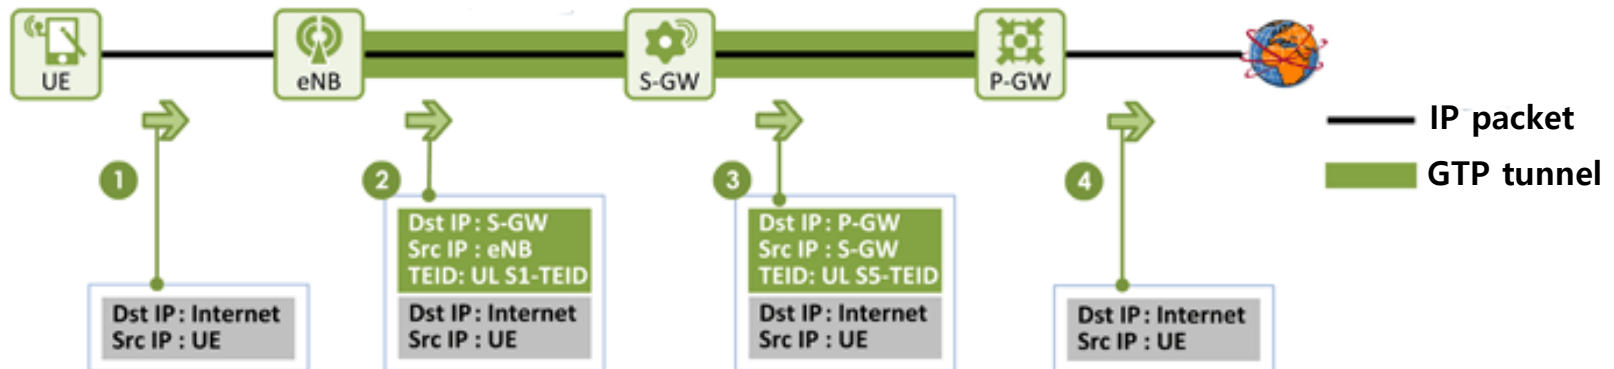 UE
eNB
S-GW
P-GW
IP packet
GTP tunnel
1
2
3
4
Dst IP : Internet
Src IP : UE
Dst IP : S-GW
Src IP : eNB
TEID: UL S1-TEID
Dst IP : Internet
Src IP : UE
Dst IP : P-GW
Src IP : S-GW
TEID: UL S5-TEID
Dst IP : Internet
Src IP : UE
Dst IP : Internet
Src IP : UE